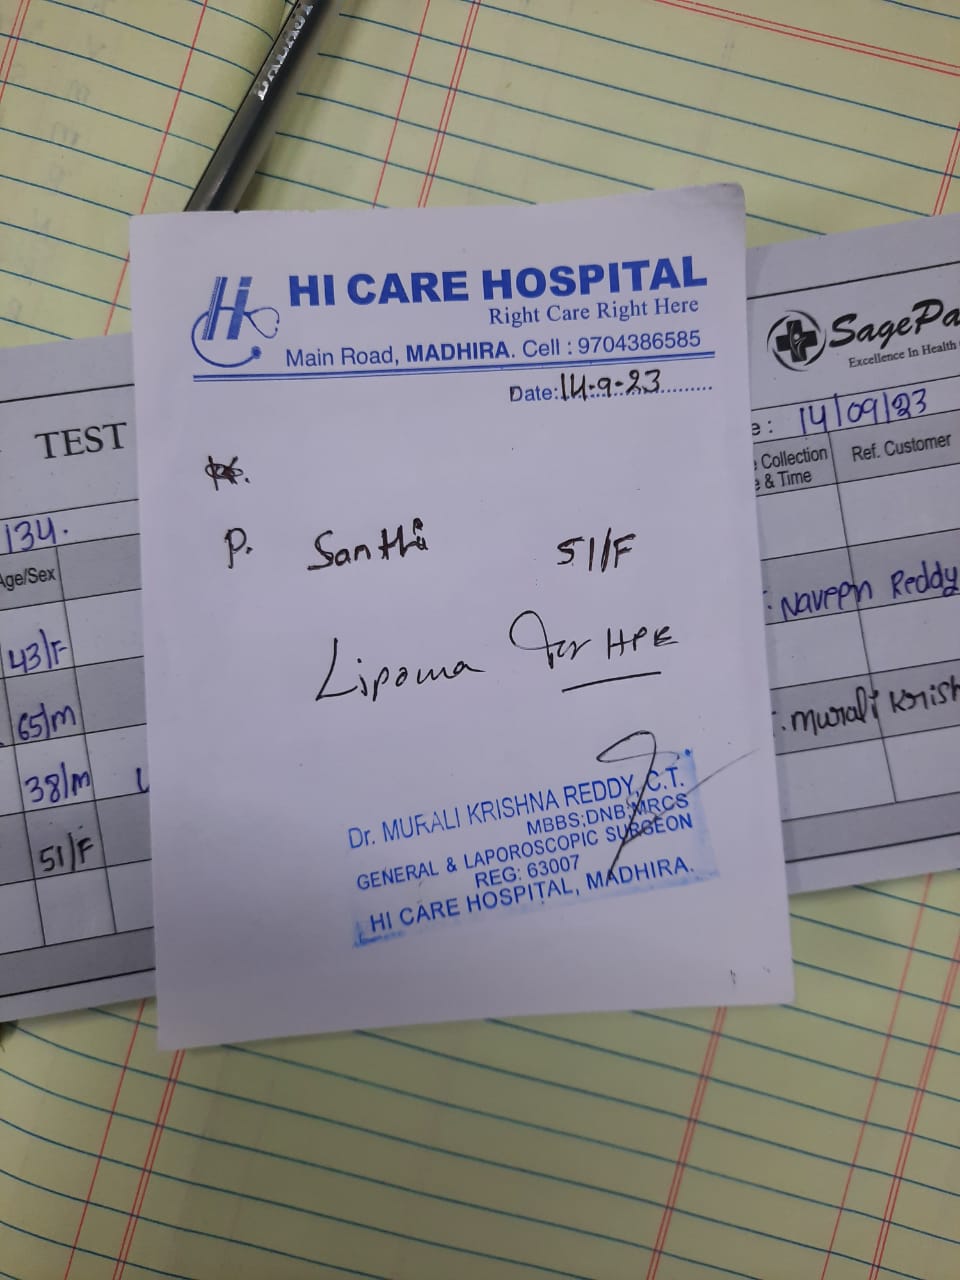 HI CARE HOSPITAL
Right Care Right Here
Main Road, MADHIRA. Cell : 9704386585
Date: 14-9-23
P. Santhi 51/F
Lipoma for HPE
Dr. MURALI KRISHNA REDDY, C.T.
MBBS;DNB;MRCS
GENERAL & LAPOROSCOPIC SURGEON
REG: 63007
HI CARE HOSPITAL, MADHIRA.
TEST
134.
Age/Sex
43/F
65/m
38/m
51/F
SagePa
Excellence In Health
e : 14/09/23
Collection
e & Time
Ref. Customer
. Naveen Reddy
. Murali Krish